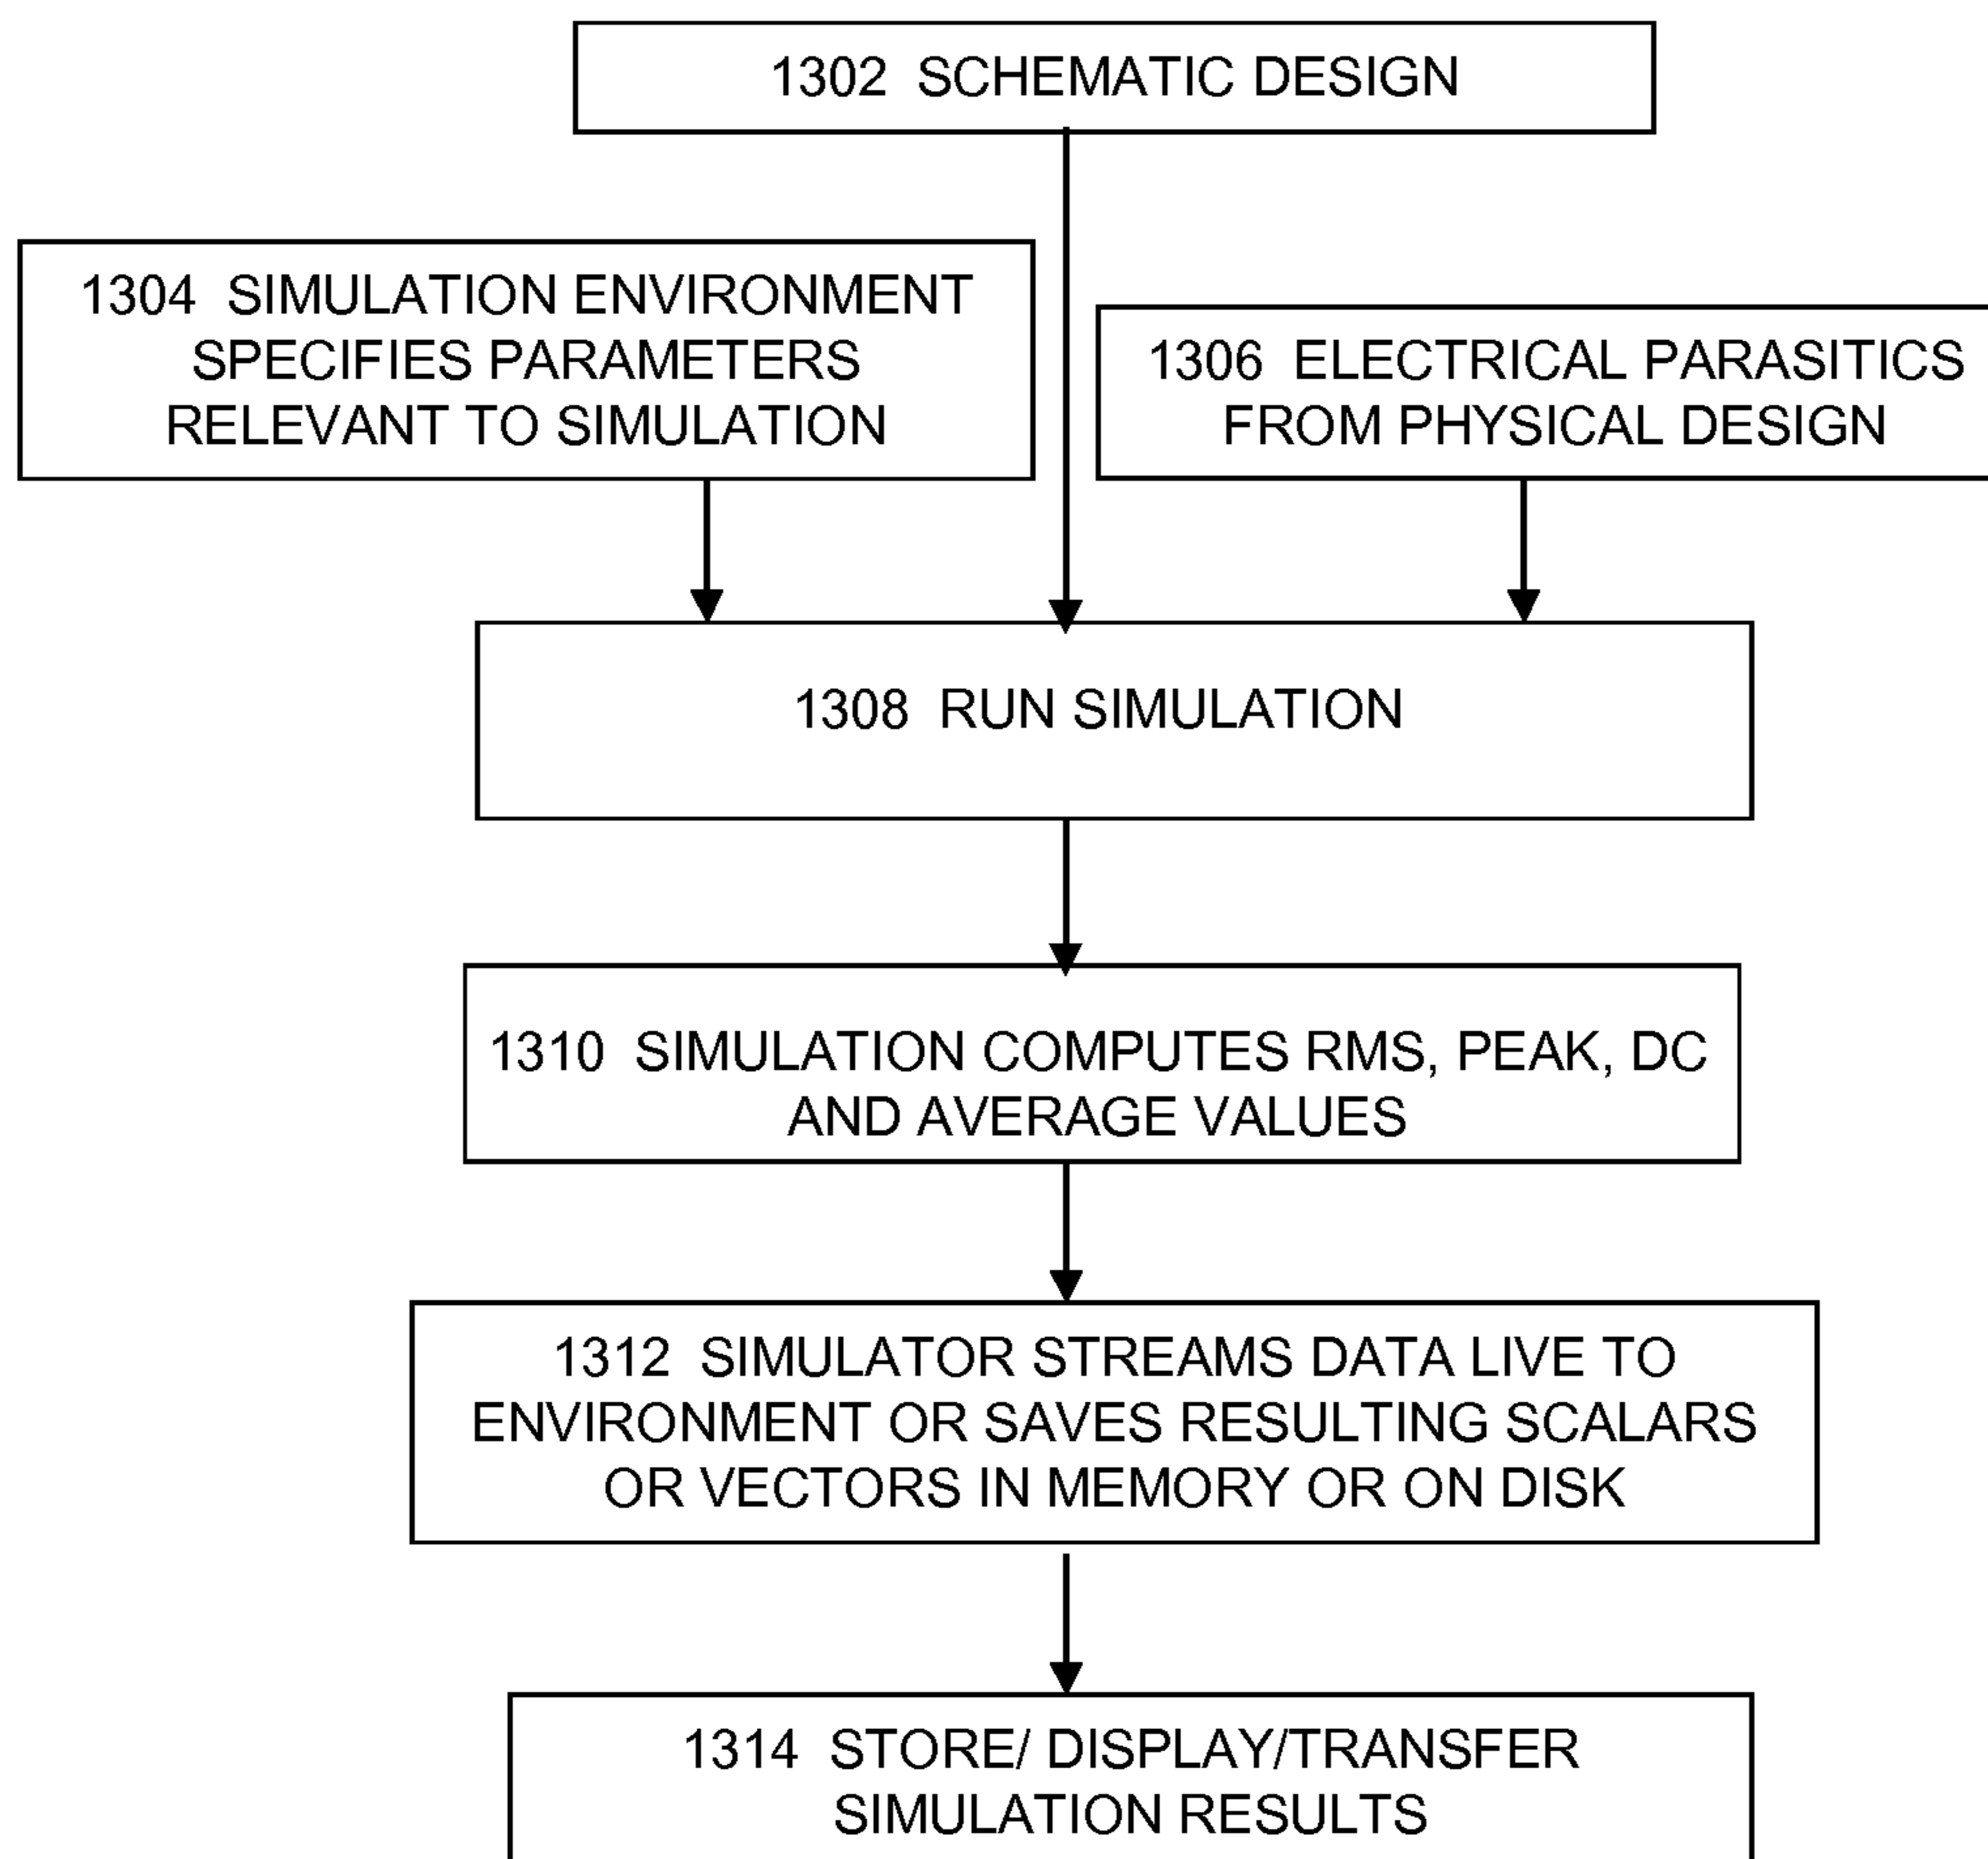 1302 SCHEMATIC DESIGN
1304 SIMULATION ENVIRONMENT
SPECIFIES PARAMETERS
RELEVANT TO SIMULATION
1306 ELECTRICAL PARASITICS
FROM PHYSICAL DESIGN
1308 RUN SIMULATION
1310 SIMULATION COMPUTES RMS, PEAK, DC
AND AVERAGE VALUES
1312 SIMULATOR STREAMS DATA LIVE TO
ENVIRONMENT OR SAVES RESULTING SCALARS
OR VECTORS IN MEMORY OR ON DISK
1314 STORE/ DISPLAY/TRANSFER
SIMULATION RESULTS